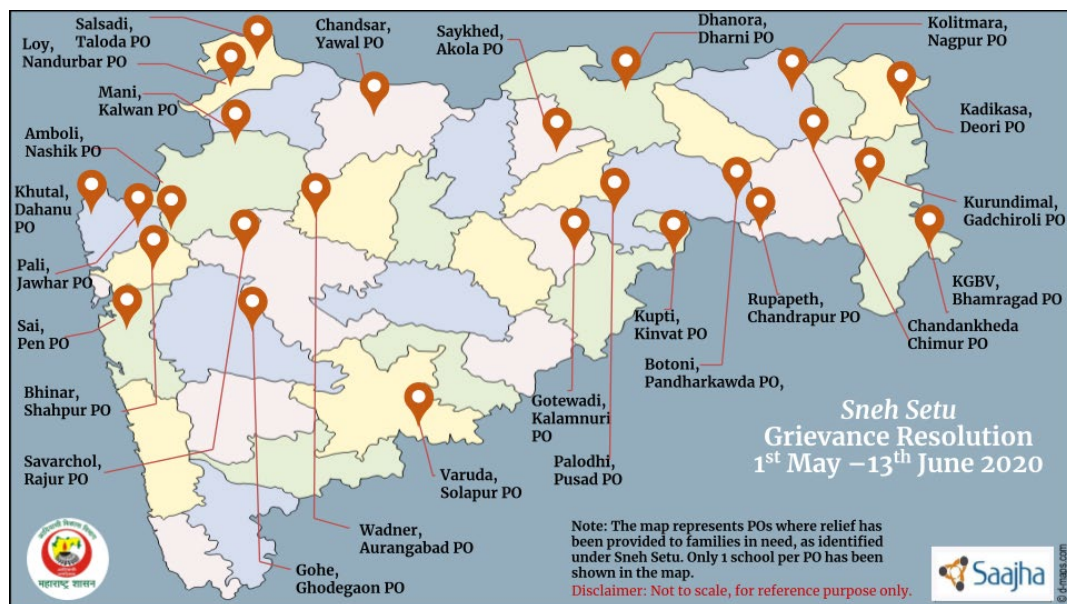 Salsadi,
Taloda PO
Loy,
Nandurbar PO
Chandsar,
Yawal PO
Saykhed,
Akola PO
Dhanora,
Dharni PO
Kolitmara,
Nagpur PO
Mani,
Kalwan PO
Kadikasa,
Deori PO
Amboli,
Nashik PO
Khutal,
Dahanu
PO
Kurundimal,
Gadchiroli PO
Pali,
Jawhar PO
KGBV,
Bhamragad PO
Sai,
Pen PO
Kupti,
Kinvat PO
Rupapeth,
Chandrapur PO
Chandankheda
Chimur PO
Botoni,
Pandharkawda PO,
Bhinar,
Shahpur PO
Gotewadi,
Kalamnuri
PO
Savarchol,
Rajur PO
Varuda,
Solapur PO
Palodhi,
Pusad PO
Sneh Setu
Grievance Resolution
1st May –13th June 2020
Wadner,
Aurangabad PO
Gohe,
Ghodegaon PO
Note: The map represents POs where relief has
been provided to families in need, as identified
under Sneh Setu. Only 1 school per PO has been
shown in the map.
Disclaimer: Not to scale, for reference purpose only.
महाराष्ट्र शासन
Saajha
© d-maps.com